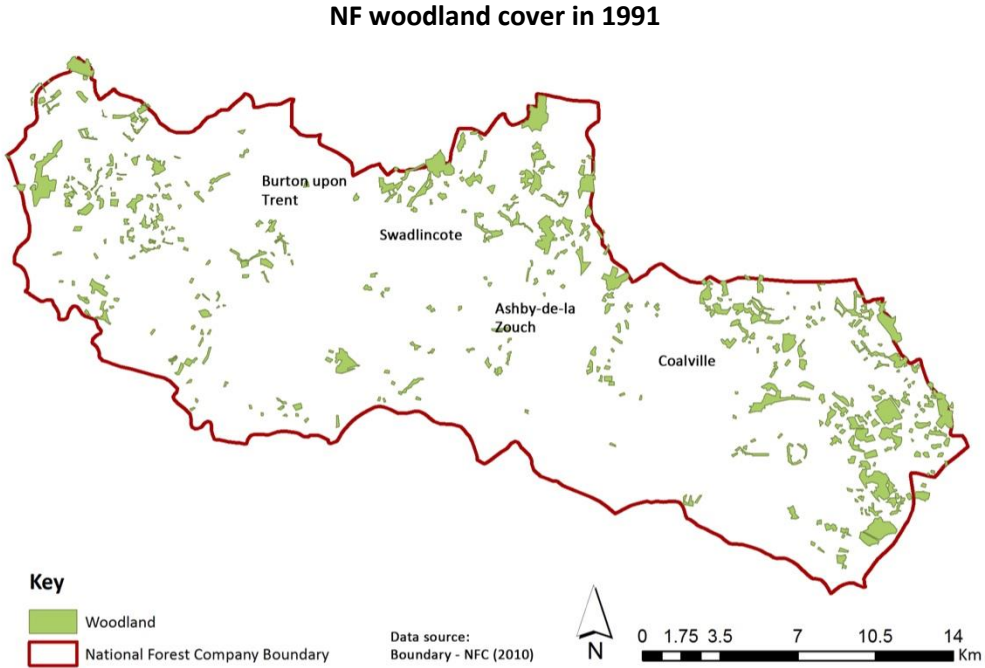 NF woodland cover in 1991
Burton upon
Trent
Swadlincote
Ashby-de-la
Zouch
Coalville
Key
Woodland
National Forest Company Boundary
Data source:
Boundary - NFC (2010)
N
0 1.75 3.5 7 10.5 14
Km